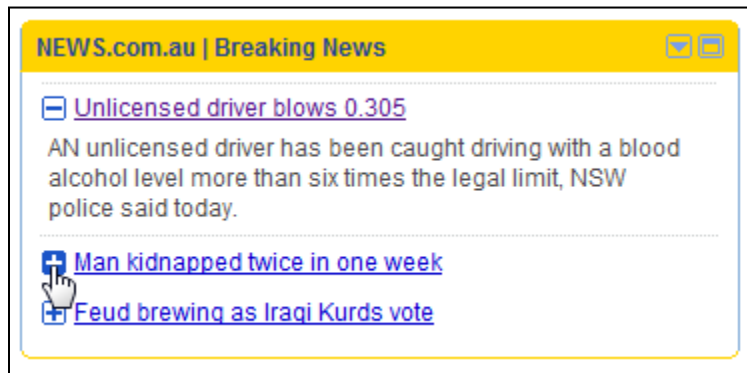 NEWS.com.au | Breaking News
Unlicensed driver blows 0.305
AN unlicensed driver has been caught driving with a blood
alcohol level more than six times the legal limit, NSW
police said today.
Man kidnapped twice in one week
Feud brewing as Iraqi Kurds vote